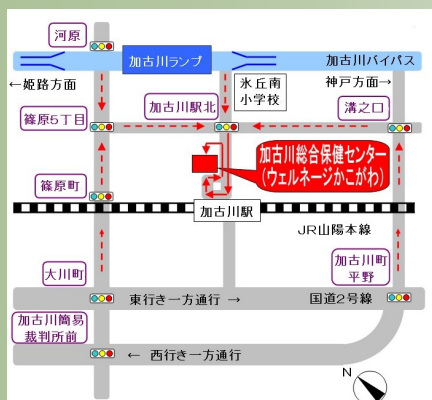 河原
加古川ランプ
加古川バイパス
←姫路方面
神戸方面→
氷丘南
小学校
加古川駅北
篠原5丁目
溝之口
加古川総合保健センター
(ウェルネージかこがわ)
篠原町
加古川駅
JR山陽本線
大川町
加古川町
平野
東行き一方通行 →
国道2号線
加古川簡易
裁判所前
← 西行き一方通行
N